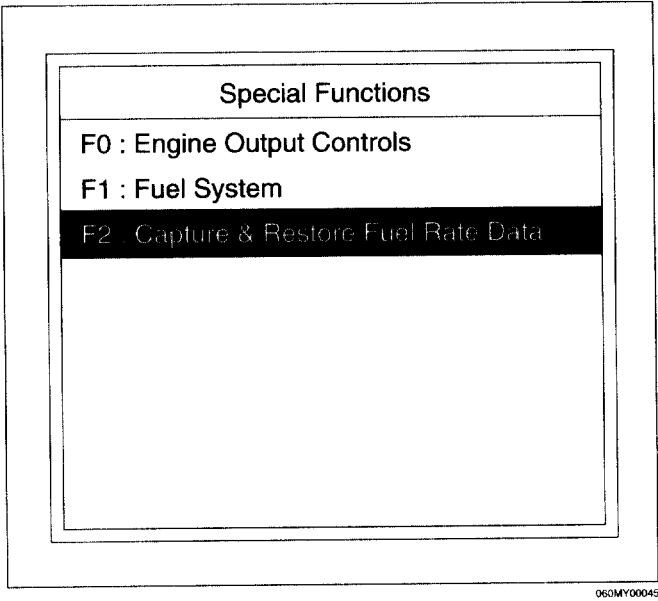 Special Functions
F0 : Engine Output Controls
F1 : Fuel System
F2 : Capture & Restore Fuel Rate Data
060MY00045